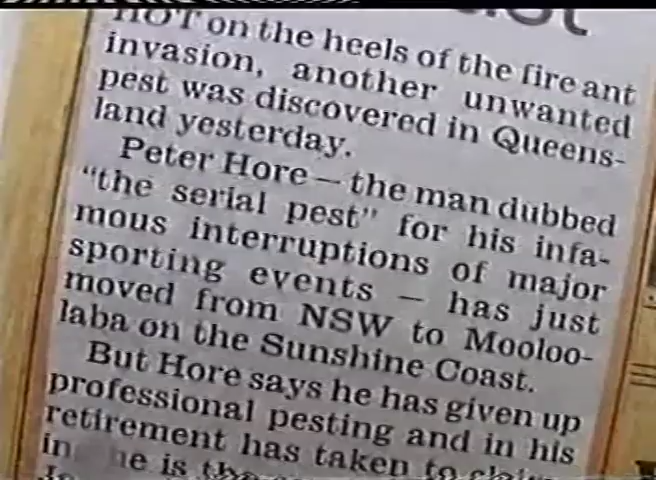 HOT on the heels of the fire ant
invasion, another unwanted
pest was discovered in Queens-
land yesterday.
Peter Hore — the man dubbed
"the serial pest" for his infa-
mous interruptions of major
sporting events — has just
moved from NSW to Mooloo-
laba on the Sunshine Coast.
But Hore says he has given up
professional pesting and in his
retirement has taken to
in he is